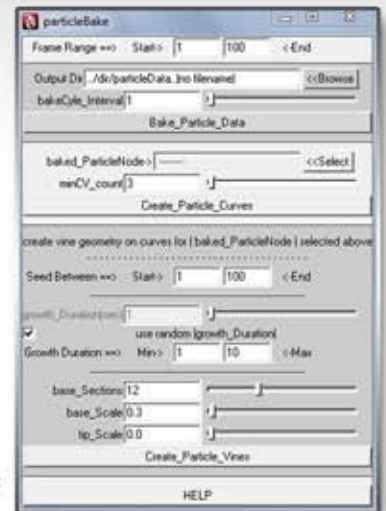 particleBake
Frame Range ==> Start> 1 100 <-End
Output Dir ../dir/particleData..|no filename| <<Browse
bakeCyle_Interval 1
Bake_Particle_Data
baked_ParticleNode> ------ <<Select
minCV_count 3
Create_Particle_Curves
create vine geometry on curves for | baked_ParticleNode | selected above
Seed Between ==> Start> 1 100 <-End
growth_Duration(sec) 1
use random |growth_Duration|
Growth Duration ==> Min> 1 10 <-Max
base_Sections 12
base_Scale 0.3
tip_Scale 0.0
Create_Particle_Vines
HELP